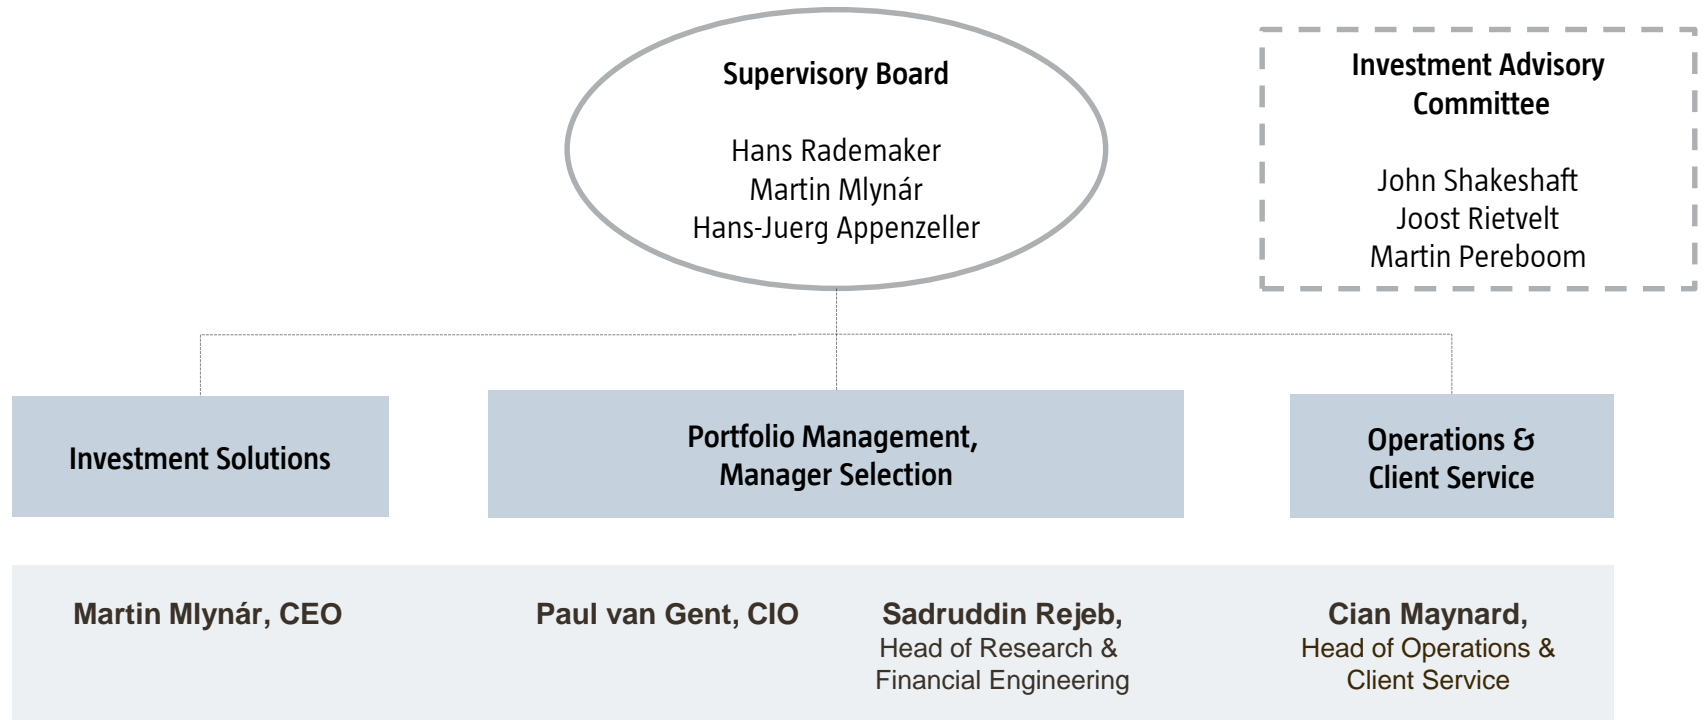 Supervisory Board
Hans Rademaker
Martin Mlynár
Hans-Juerg Appenzeller
Investment Advisory
Committee
John Shakeshaft
Joost Rietvelt
Martin Pereboom
Investment Solutions
Portfolio Management,
Manager Selection
Operations &
Client Service
Martin Mlynár, CEO
Paul van Gent, CIO
Sadruddin Rejeb,
Head of Research &
Financial Engineering
Cian Maynard,
Head of Operations &
Client Service